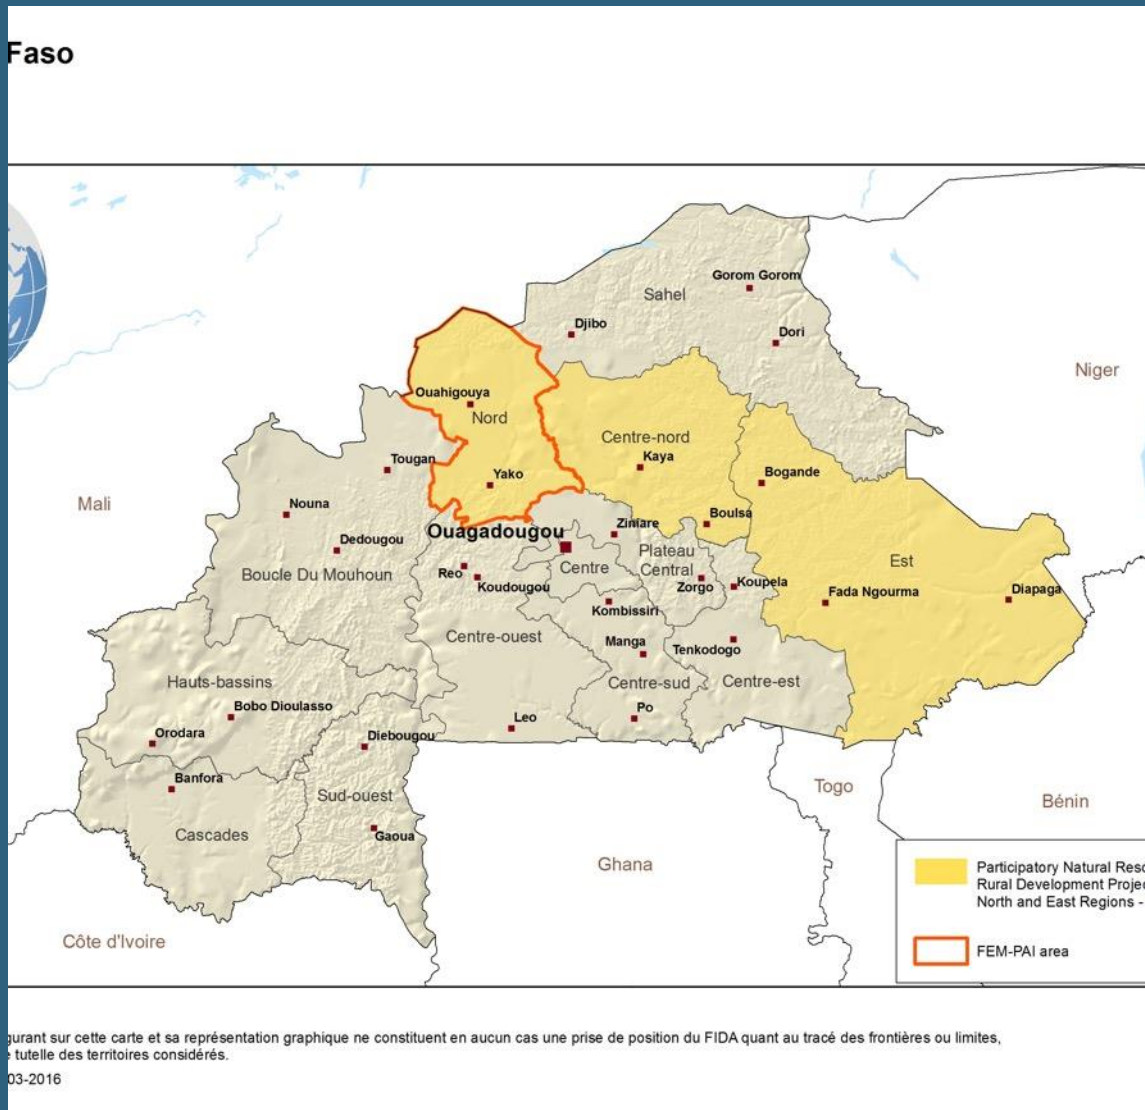 Faso
Gorom Gorom
Sahel
Djibo
Dori
Niger
Ouahigouya
Nord
Centre-nord
Kaya
Tougan
Bogande
Yako
Mali
Nouna
Boulsa
Ouagadougou
Ziniare
Dedougou
Plateau
Central
Est
Boucle Du Mouhoun
Reo
Centre
Koudougou
Zorgo
Koupela
Fada Ngourma
Diapaga
Kombissiri
Centre-ouest
Manga
Tenkodogo
Hauts-bassins
Centre-sud
Centre-est
Bobo Dioulasso
Po
Leo
Orodara
Diebougou
Banfora
Togo
Sud-ouest
Bénin
Cascades
Gaoua
Ghana
Participatory Natural Reso
Rural Development Projec
North and East Regions -
Côte d'Ivoire
FEM-PAI area
gurant sur cette carte et sa représentation graphique ne constituent en aucun cas une prise de position du FIDA quant au tracé des frontières ou limites,
e tutelle des territoires considérés.
03-2016